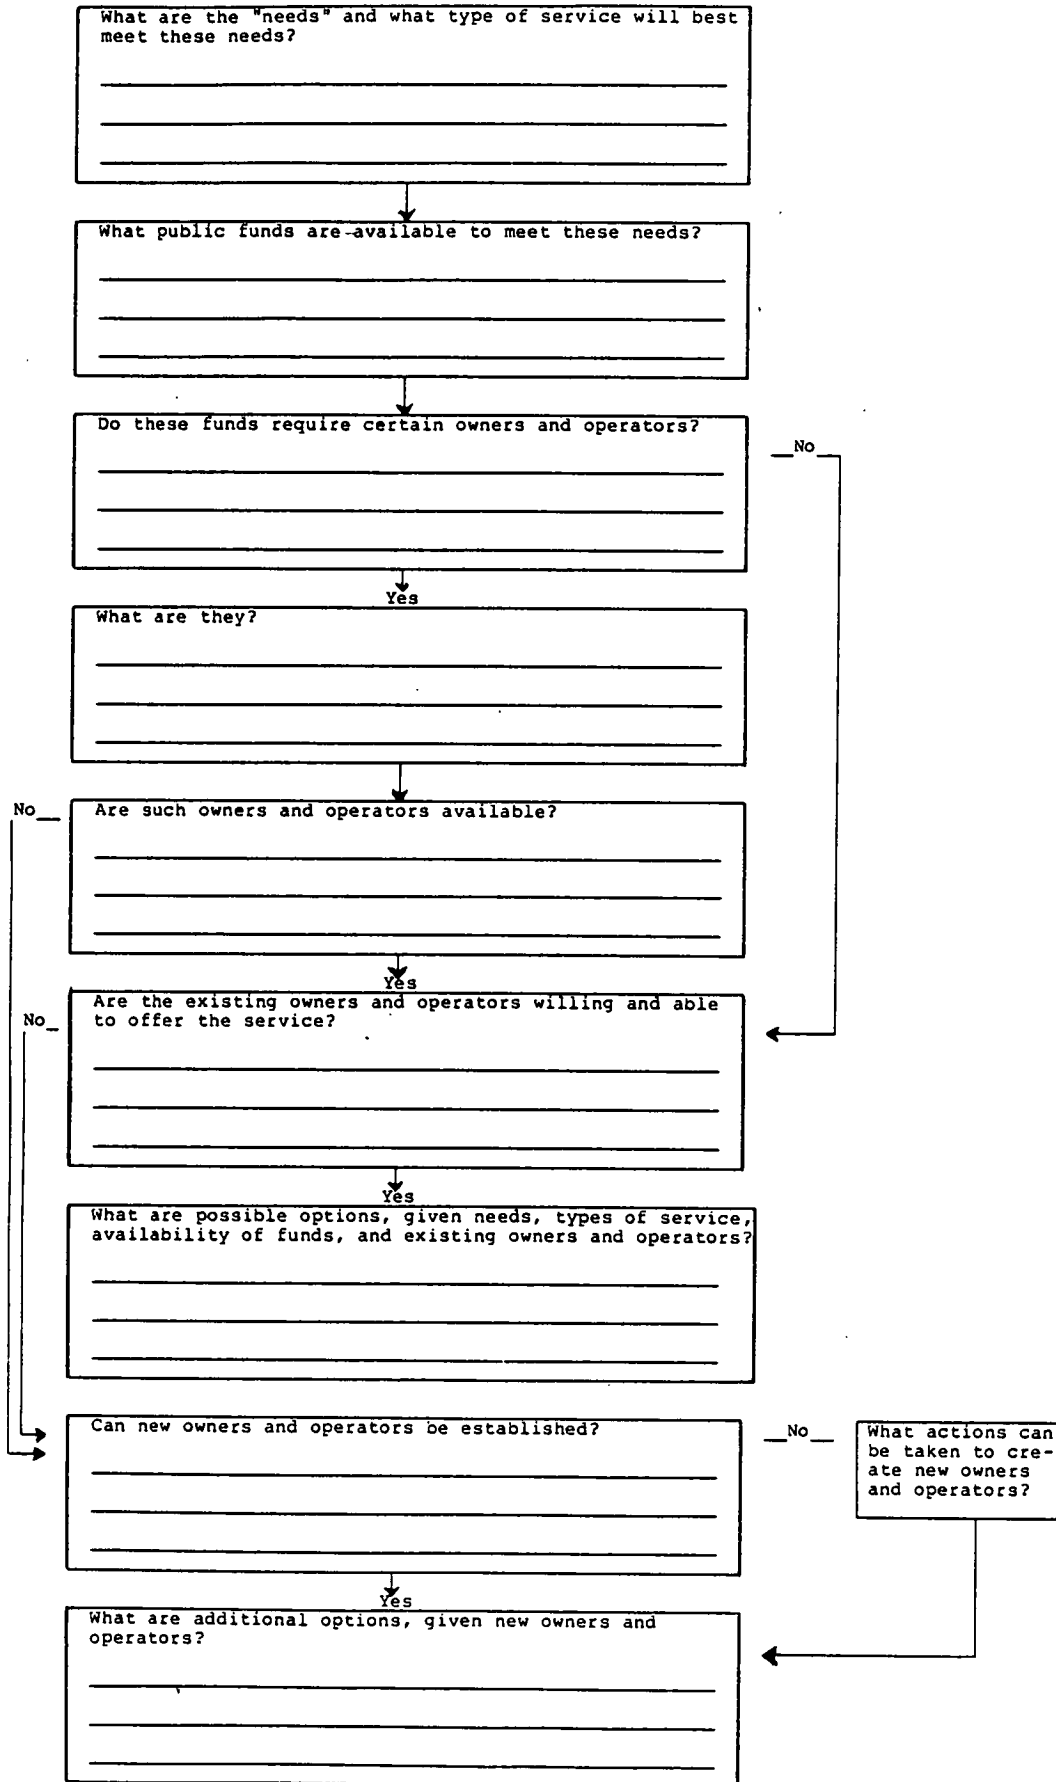 What are the "needs" and what type of service will best
meet these needs?
What public funds are available to meet these needs?
Do these funds require certain owners and operators?
No
Yes
What are they?
No
Are such owners and operators available?
Yes
Are the existing owners and operators willing and able
to offer the service?
No
Yes
What are possible options, given needs, types of service,
availability of funds, and existing owners and operators?
Can new owners and operators be established?
No
What actions can
be taken to cre-
ate new owners
and operators?
Yes
What are additional options, given new owners and
operators?